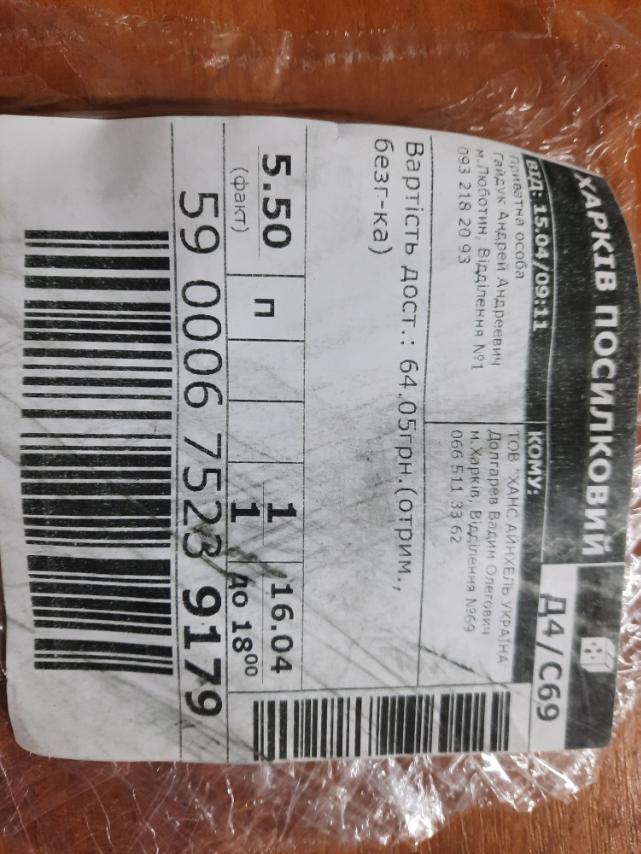 ХАРКІВ ПОСИЛКОВИЙ
Д4/С69
ВІД: 15.04/09:11
Приватна особа
Гайдук Андрей Андреевич
м.Люботин, Відділення №1
093 218 20 93
КОМУ:
ТОВ "ХАНС АЙНХЕЛЬ УКРАЇНА
Долгарев Вадим Олегович
м.Харків, Відділення №69
066 511 33 62
Вартість дост.: 64.05грн.(отрим.,
безг-ка)
5.50
(факт)
П
1
1
16.04
до 18⁰⁰
59 0006 7523 9179